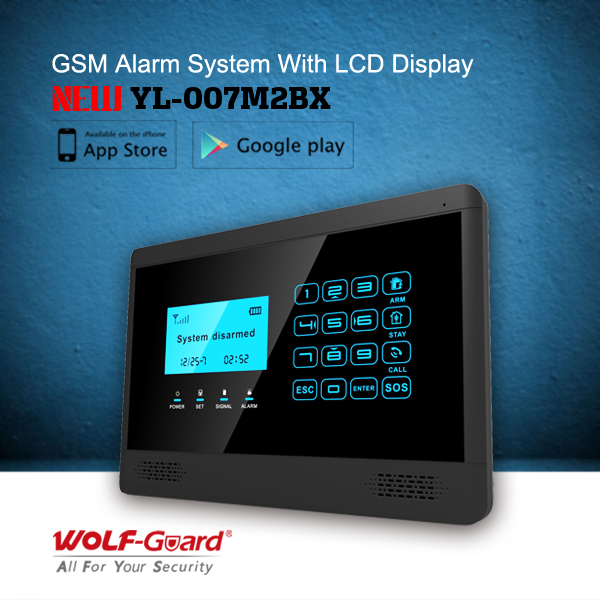 GSM Alarm System With LCD Display
NEW YL-007M2BX
Available on the iPhone
App Store
Google play
System disarmed
12/25-7 02:52
POWER SET SIGNAL ALARM
1 2 3
ARM
4 5 6
STAY
7 8 9
CALL
ESC 0 ENTER SOS
WOLF-Guard®
All For Your Security